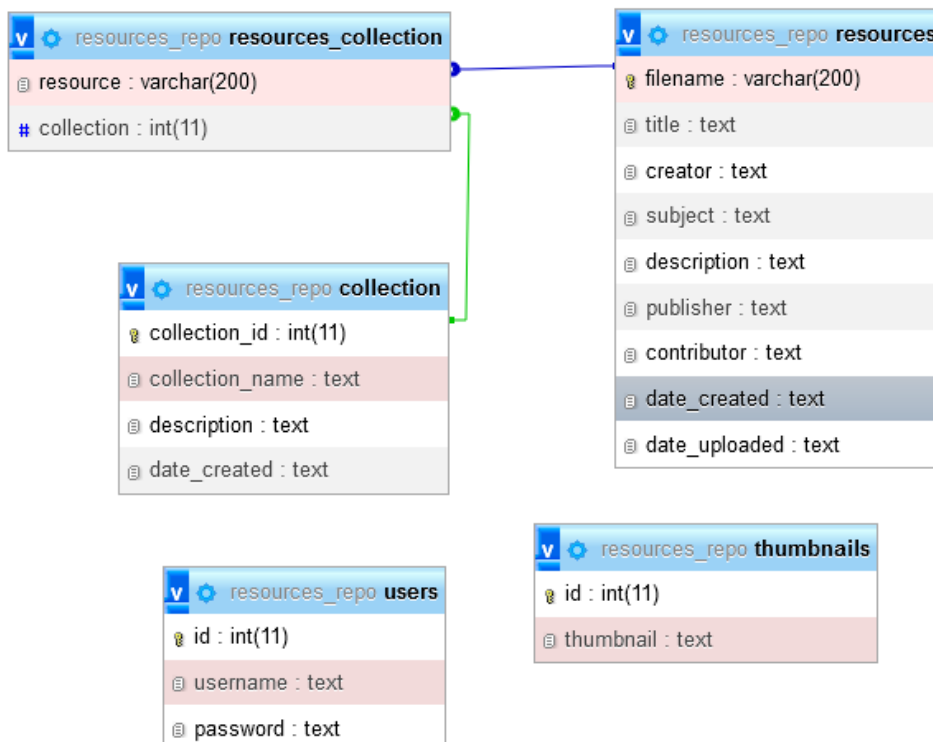 v resources_repo resources_collection
resource : varchar(200)
# collection : int(11)
v resources_repo resources
filename : varchar(200)
title : text
creator : text
subject : text
description : text
publisher : text
contributor : text
date_created : text
date_uploaded : text
v resources_repo collection
collection_id : int(11)
collection_name : text
description : text
date_created : text
v resources_repo thumbnails
id : int(11)
thumbnail : text
v resources_repo users
id : int(11)
username : text
password : text